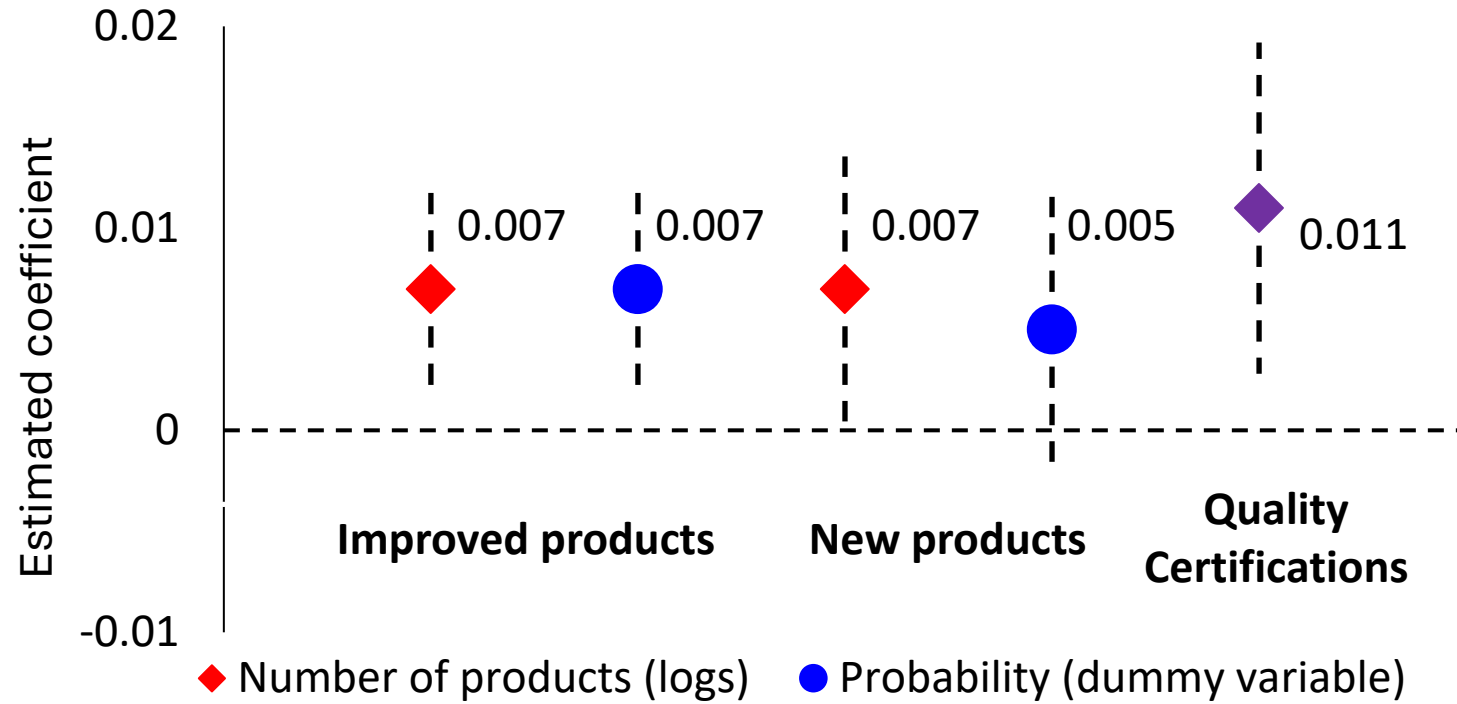 0.02
0.01
0
-0.01
Estimated coefficient
0.007
0.007
0.007
0.005
0.011
Improved products
New products
Quality
Certifications
Number of products (logs)
Probability (dummy variable)